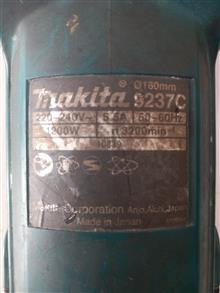 Ø180mm
makita® 9237C
220-240V~ 5.5A 50-60Hz
1200W n 3200min⁻¹
Makita Corporation Anjo, Aichi, Japan
Made in Japan